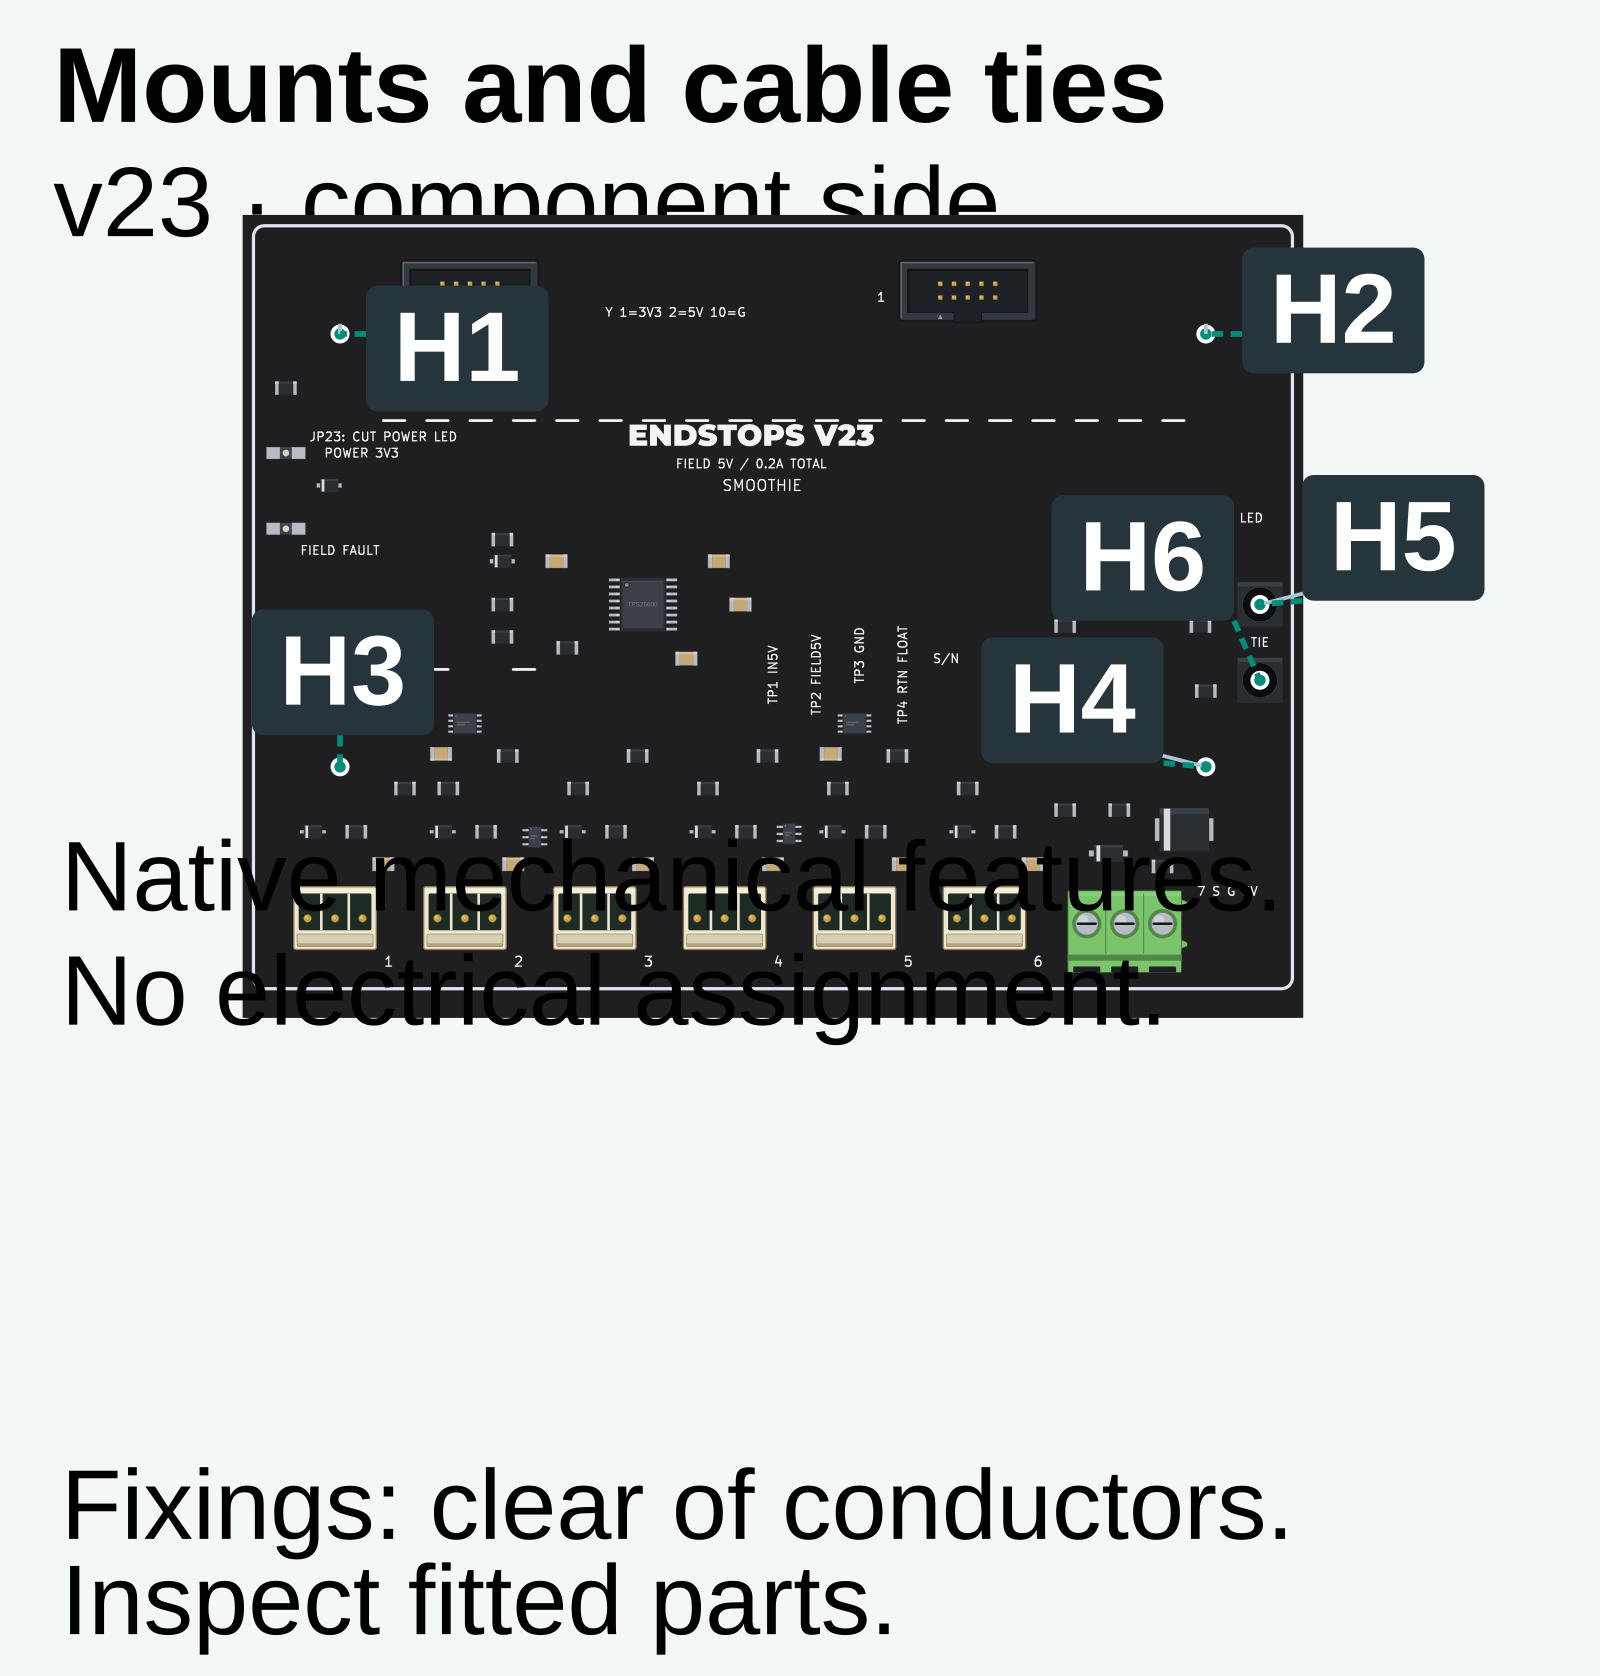 Mounts and cable ties
v23 · component side
H1
H2
Y 1=3V3 2=5V 10=G
1
JP23: CUT POWER LED
POWER 3V3
ENDSTOPS V23
FIELD 5V / 0.2A TOTAL
SMOOTHIE
FIELD FAULT
H6
LED
H5
TPS26600
H3
TP1 IN5V
TP2 FIELD5V
TP3 GND
TP4 RTN FLOAT
S/N
TIE
H4
Native mechanical features.
7 S G
V
1
2
3
4
5
6
No electrical assignment.
Fixings: clear of conductors.
Inspect fitted parts.